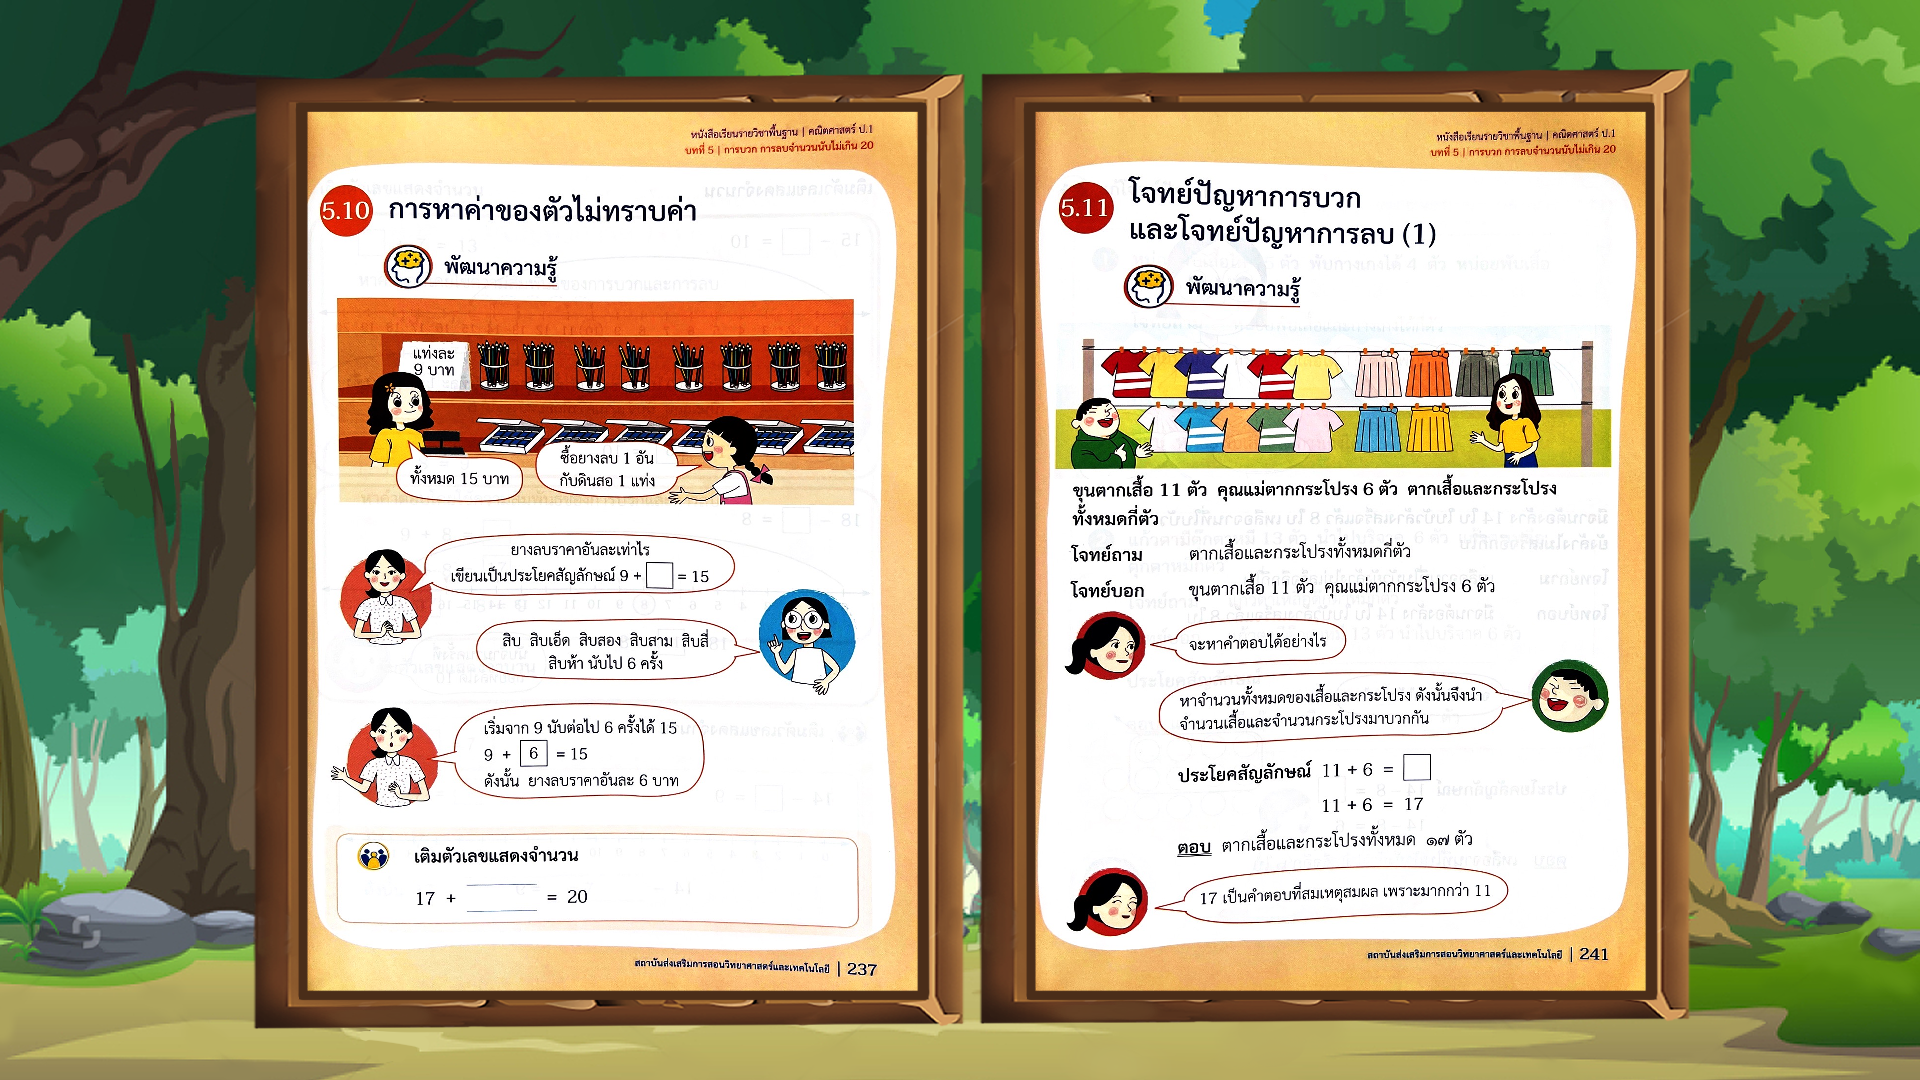 หนังสือเรียนรายวิชาพื้นฐาน | คณิตศาสตร์ ป.1
บทที่ 5 | การบวก การลบจำนวนนับไม่เกิน 20
5.10 การหาค่าของตัวไม่ทราบค่า
พัฒนาความรู้
แท่งละ
9 บาท
ทั้งหมด 15 บาท
ซื้อยางลบ 1 อัน
กับดินสอ 1 แท่ง
ยางลบราคาอันละเท่าไร
เขียนเป็นประโยคสัญลักษณ์ 9 + □ = 15
สิบ สิบเอ็ด สิบสอง สิบสาม สิบสี่
สิบห้า นับไป 6 ครั้ง
เริ่มจาก 9 นับต่อไป 6 ครั้งได้ 15
9 + 6 = 15
ดังนั้น ยางลบราคาอันละ 6 บาท
เติมตัวเลขแสดงจำนวน
17 + ____ = 20
สถาบันส่งเสริมการสอนวิทยาศาสตร์และเทคโนโลยี | 237
หนังสือเรียนรายวิชาพื้นฐาน | คณิตศาสตร์ ป.1
บทที่ 5 | การบวก การลบจำนวนนับไม่เกิน 20
5.11 โจทย์ปัญหาการบวก
และโจทย์ปัญหาการลบ (1)
พัฒนาความรู้
ขุนตากเสื้อ 11 ตัว คุณแม่ตากกระโปรง 6 ตัว ตากเสื้อและกระโปรง
ทั้งหมดกี่ตัว
โจทย์ถาม ตากเสื้อและกระโปรงทั้งหมดกี่ตัว
โจทย์บอก ขุนตากเสื้อ 11 ตัว คุณแม่ตากกระโปรง 6 ตัว
จะหาคำตอบได้อย่างไร
หาจำนวนทั้งหมดของเสื้อและกระโปรง ดังนั้นจึงนำ
จำนวนเสื้อและจำนวนกระโปรงมาบวกกัน
ประโยคสัญลักษณ์ 11 + 6 = □
11 + 6 = 17
ตอบ ตากเสื้อและกระโปรงทั้งหมด ๑๗ ตัว
17 เป็นคำตอบที่สมเหตุสมผล เพราะมากกว่า 11
สถาบันส่งเสริมการสอนวิทยาศาสตร์และเทคโนโลยี | 241